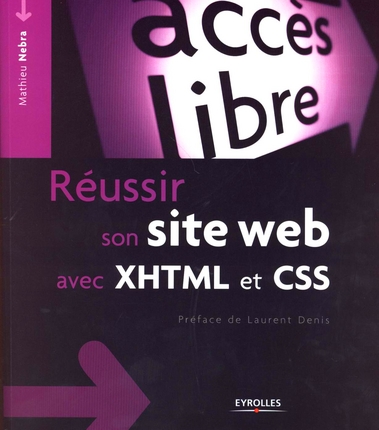 Mathieu Nebra
accès
libre
Réussir
son site web
avec XHTML et CSS
Préface de Laurent Denis
EYROLLES